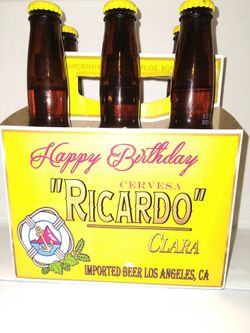 Happy Birthday
CERVESA
"RICARDO"
CLARA
IMPORTED BEER LOS ANGELES, CA